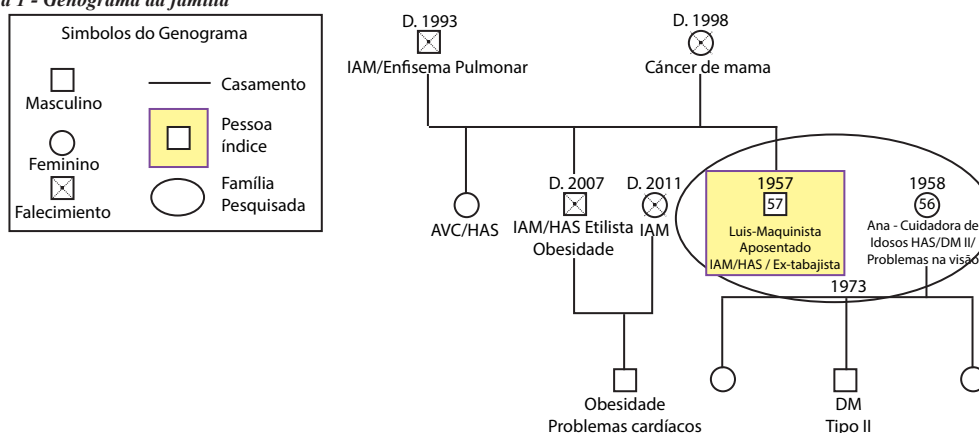 a 1 - Genograma da família
Simbolos do Genograma
Masculino
Casamento
Feminino
Pessoa
índice
Falecimiento
Família
Pesquisada
D. 1993
IAM/Enfisema Pulmonar
D. 1998
Cáncer de mama
AVC/HAS
D. 2007
IAM/HAS Etilista
Obesidade
D. 2011
IAM
1957
57
Luis-Maquinista
Aposentado
IAM/HAS / Ex-tabajista
1958
56
Ana - Cuidadora de
Idosos HAS/DM II/
Problemas na visão
1973
Obesidade
Problemas cardíacos
DM
Tipo II